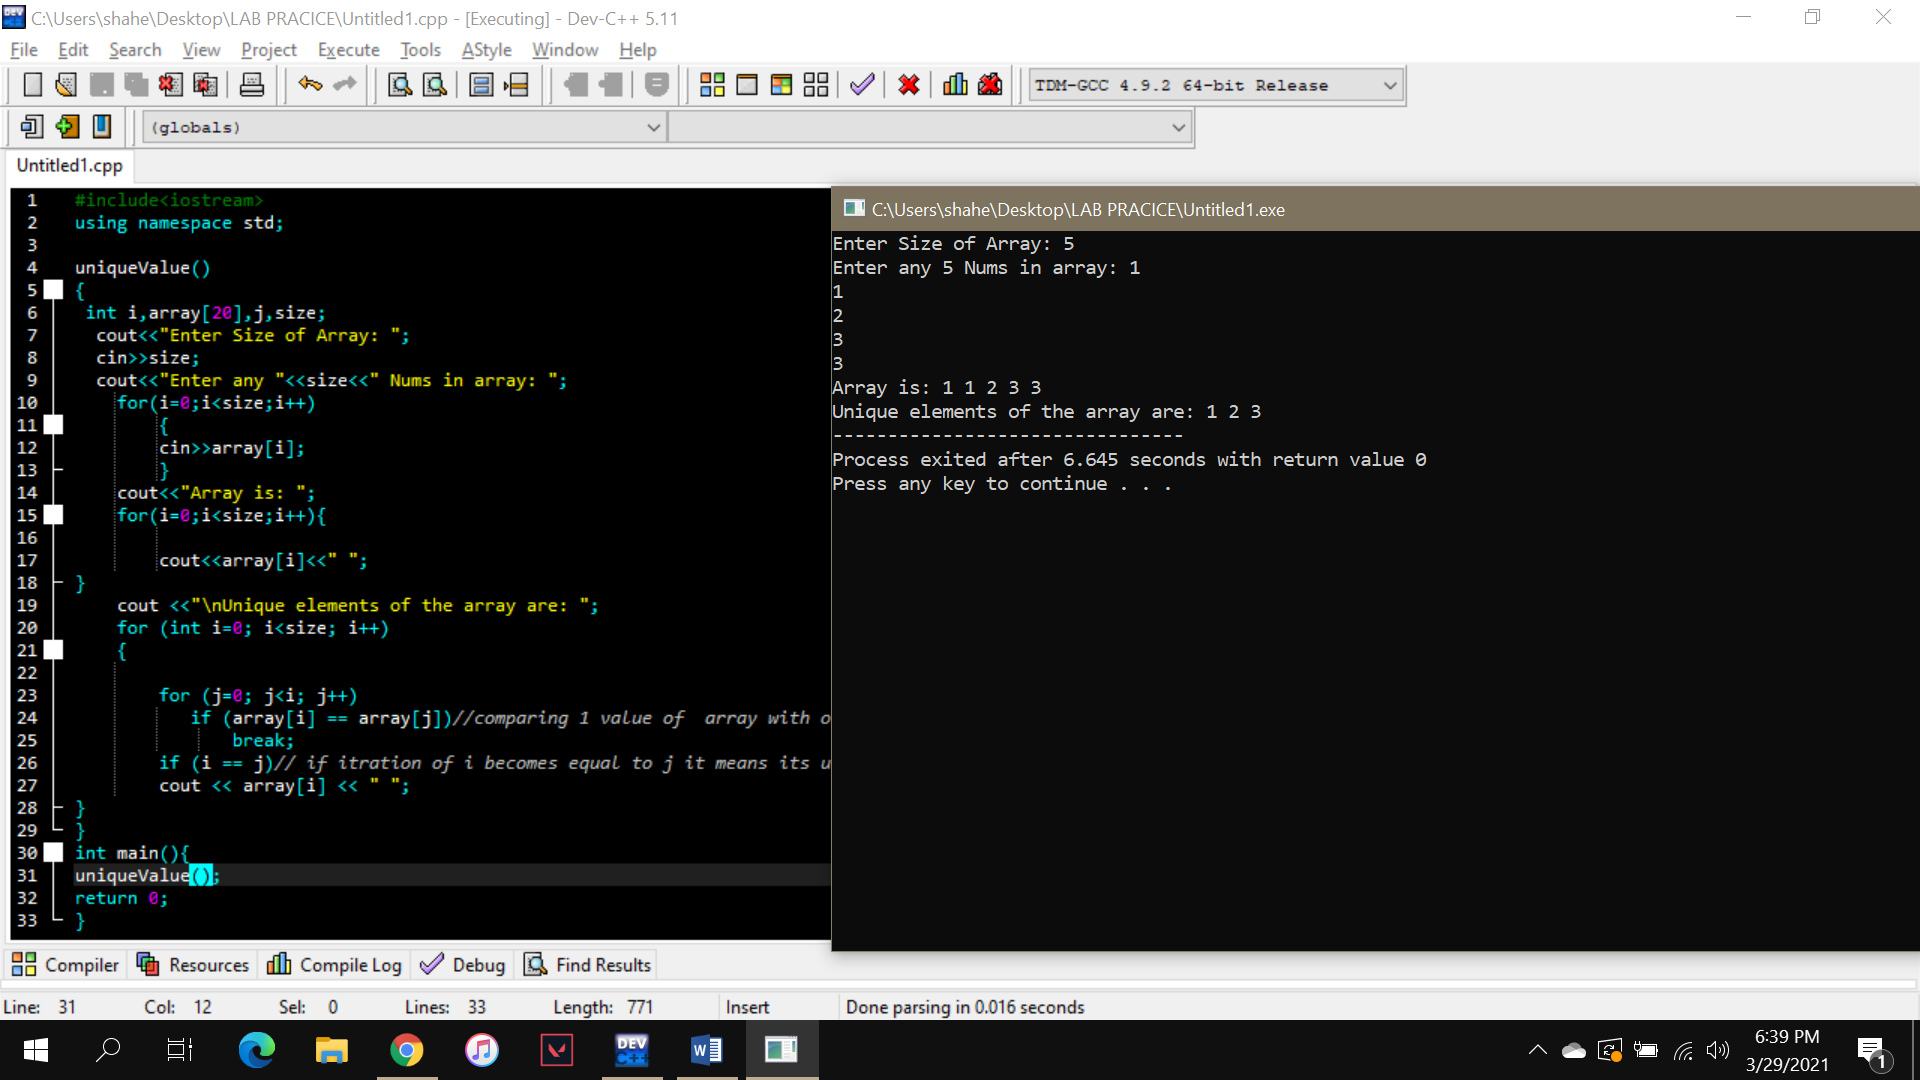 C:\Users\shahe\Desktop\LAB PRACICE\Untitled1.cpp - [Executing] - Dev-C++ 5.11
File Edit Search View Project Execute Tools AStyle Window Help
TDM-GCC 4.9.2 64-bit Release
(globals)
Untitled1.cpp
1 #include<iostream>
2 using namespace std;
3
4 uniqueValue()
5 {
6 int i,array[20],j,size;
7 cout<<"Enter Size of Array: ";
8 cin>>size;
9 cout<<"Enter any "<<size<<" Nums in array: ";
10 for(i=0;i<size;i++)
11 {
12 cin>>array[i];
13 }
14 cout<<"Array is: ";
15 for(i=0;i<size;i++){
16
17 cout<<array[i]<<" ";
18 }
19 cout <<"\nUnique elements of the array are: ";
20 for (int i=0; i<size; i++)
21 {
22
23 for (j=0; j<i; j++)
24 if (array[i] == array[j])//comparing 1 value of  array with o
25 break;
26 if (i == j)// if itration of i becomes equal to j it means its u
27 cout << array[i] << " ";
28 }
29 }
30 int main(){
31 uniqueValue();
32 return 0;
33 }
C:\Users\shahe\Desktop\LAB PRACICE\Untitled1.exe
Enter Size of Array: 5
Enter any 5 Nums in array: 1
1
2
3
3
Array is: 1 1 2 3 3
Unique elements of the array are: 1 2 3
--------------------------------
Process exited after 6.645 seconds with return value 0
Press any key to continue . . .
Compiler Resources Compile Log Debug Find Results
Line: 31 Col: 12 Sel: 0 Lines: 33 Length: 771 Insert Done parsing in 0.016 seconds
DEV C++
W
6:39 PM
3/29/2021
1